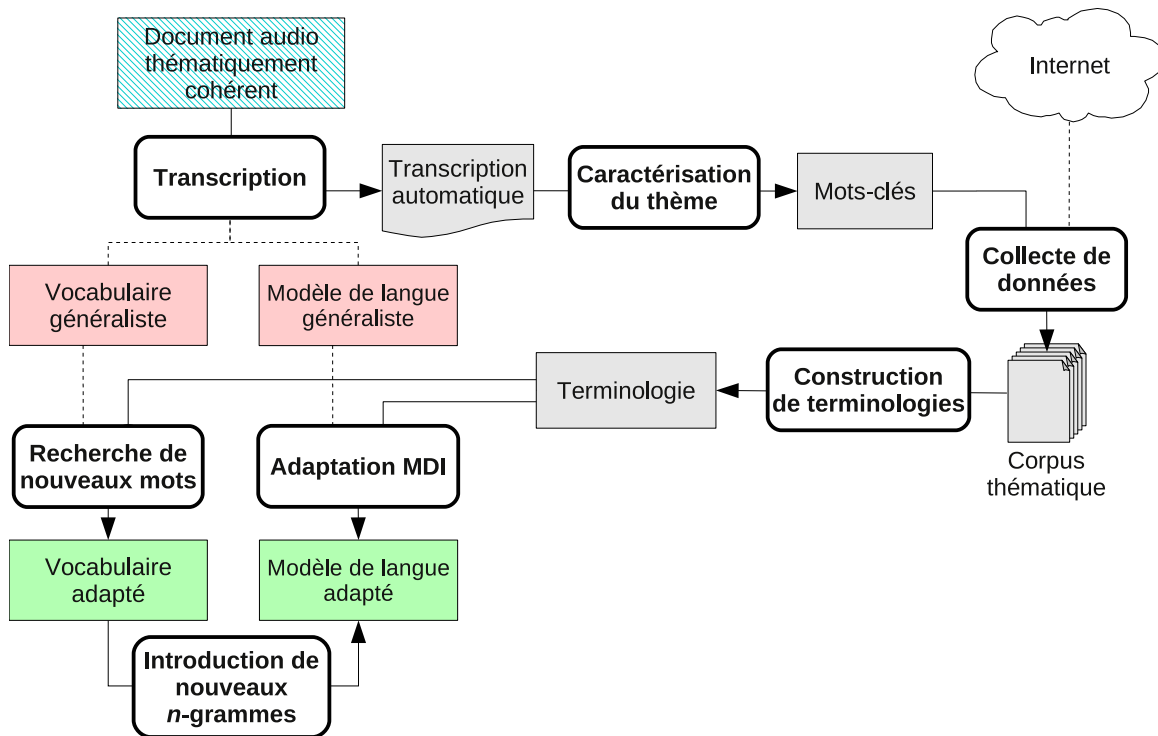 Document audio
thématiquement
cohérent
Internet
Transcription
Transcription
automatique
Caractérisation
du thème
Mots-clés
Collecte de
données
Vocabulaire
généraliste
Modèle de langue
généraliste
Terminologie
Construction
de terminologies
Corpus
thématique
Recherche de
nouveaux mots
Adaptation MDI
Vocabulaire
adapté
Modèle de langue
adapté
Introduction de
nouveaux
n-grammes